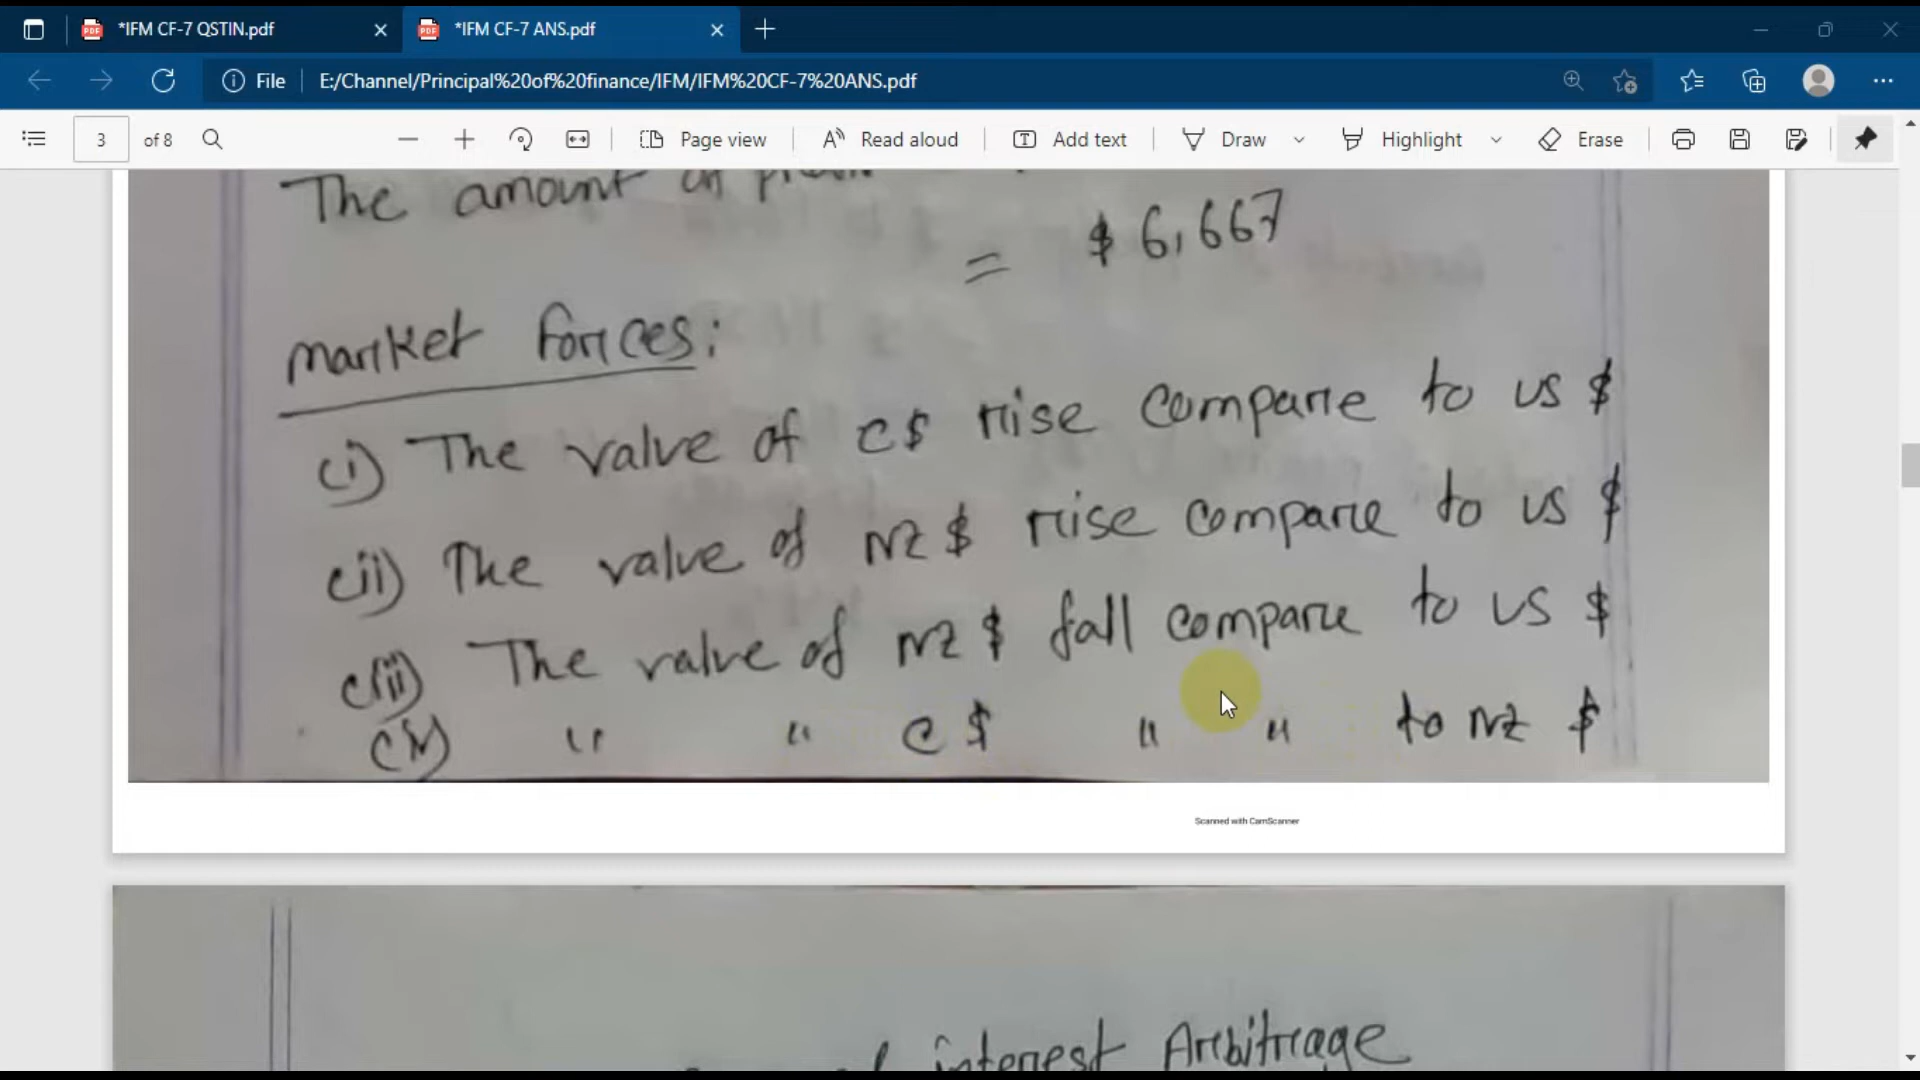 *IFM CF-7 QSTIN.pdf
*IFM CF-7 ANS.pdf
File E:/Channel/Principal%20of%20finance/IFM/IFM%20CF-7%20ANS.pdf
3 of 8 Page view Read aloud Add text Draw Highlight Erase
The amount of
= $ 6,667
Market Forces:
(i) The value of C$ rise compare to US $
(ii) The value of NZ $ rise compare to US $
(iii) The value of NZ $ fall compare to US $
(iv) " " C $ " " to NZ $
Scanned with CamScanner
interest Arbitrage